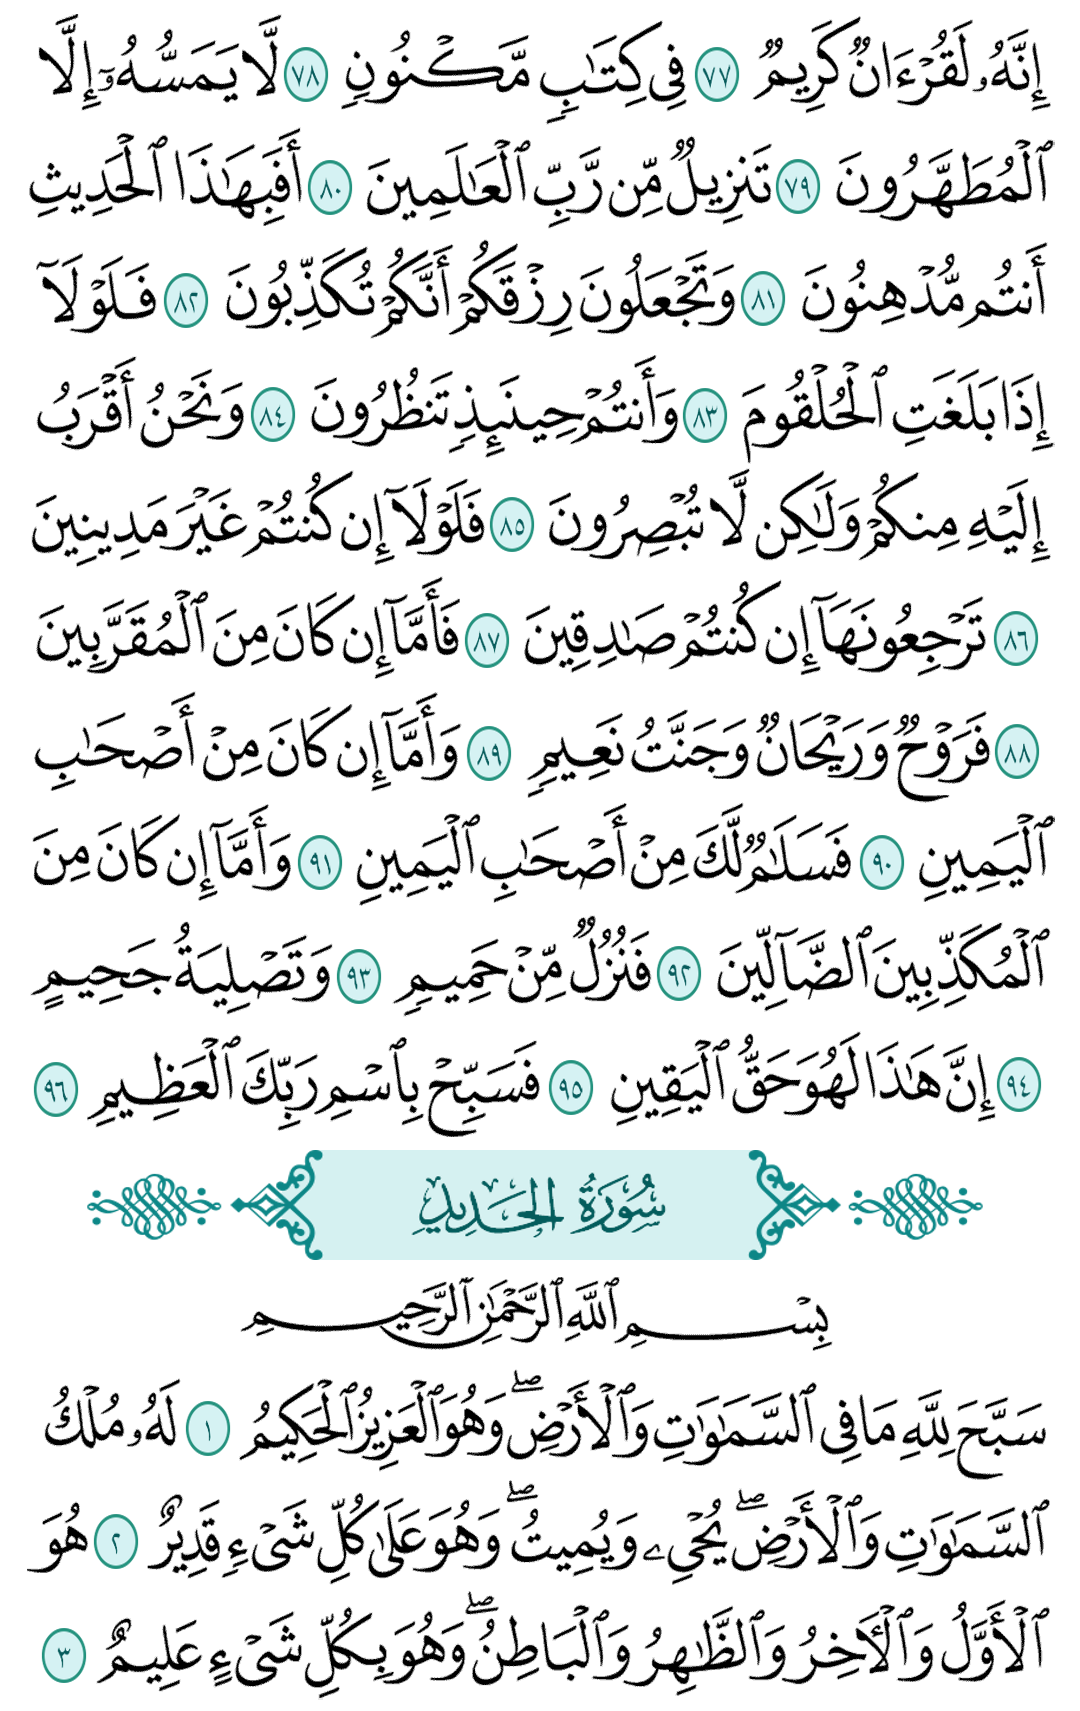 إِنَّهُۥ لَقُرْءَانٌ كَرِيمٌ ٧٧ فِى كِتَـٰبٍ مَّكْنُونٍ ٧٨ لَّا يَمَسُّهُۥٓ إِلَّا
ٱلْمُطَهَّرُونَ ٧٩ تَنزِيلٌ مِّن رَّبِّ ٱلْعَـٰلَمِينَ ٨٠ أَفَبِهَـٰذَا ٱلْحَدِيثِ
أَنتُم مُّدْهِنُونَ ٨١ وَتَجْعَلُونَ رِزْقَكُمْ أَنَّكُمْ تُكَذِّبُونَ ٨٢ فَلَوْلَآ
إِذَا بَلَغَتِ ٱلْحُلْقُومَ ٨٣ وَأَنتُمْ حِينَئِذٍ تَنظُرُونَ ٨٤ وَنَحْنُ أَقْرَبُ
إِلَيْهِ مِنكُمْ وَلَـٰكِن لَّا تُبْصِرُونَ ٨٥ فَلَوْلَآ إِن كُنتُمْ غَيْرَ مَدِينِينَ
٨٦ تَرْجِعُونَهَآ إِن كُنتُمْ صَـٰدِقِينَ ٨٧ فَأَمَّآ إِن كَانَ مِنَ ٱلْمُقَرَّبِينَ
٨٨ فَرَوْحٌ وَرَيْحَانٌ وَجَنَّتُ نَعِيمٍ ٨٩ وَأَمَّآ إِن كَانَ مِنْ أَصْحَـٰبِ
ٱلْيَمِينِ ٩٠ فَسَلَـٰمٌ لَّكَ مِنْ أَصْحَـٰبِ ٱلْيَمِينِ ٩١ وَأَمَّآ إِن كَانَ مِنَ
ٱلْمُكَذِّبِينَ ٱلضَّآلِّينَ ٩٢ فَنُزُلٌ مِّنْ حَمِيمٍ ٩٣ وَتَصْلِيَةُ جَحِيمٍ
٩٤ إِنَّ هَـٰذَا لَهُوَ حَقُّ ٱلْيَقِينِ ٩٥ فَسَبِّحْ بِٱسْمِ رَبِّكَ ٱلْعَظِيمِ ٩٦
سُورَةُ الحَدِيدِ
بِسْمِ ٱللَّهِ ٱلرَّحْمَـٰنِ ٱلرَّحِيمِ
سَبَّحَ لِلَّهِ مَا فِى ٱلسَّمَـٰوَٰتِ وَٱلْأَرْضِ ۖ وَهُوَ ٱلْعَزِيزُ ٱلْحَكِيمُ ١ لَهُۥ مُلْكُ
ٱلسَّمَـٰوَٰتِ وَٱلْأَرْضِ ۖ يُحْىِۦ وَيُمِيتُ ۖ وَهُوَ عَلَىٰ كُلِّ شَىْءٍ قَدِيرٌ ٢ هُوَ
ٱلْأَوَّلُ وَٱلْـَٔاخِرُ وَٱلظَّـٰهِرُ وَٱلْبَاطِنُ ۖ وَهُوَ بِكُلِّ شَىْءٍ عَلِيمٌ ٣